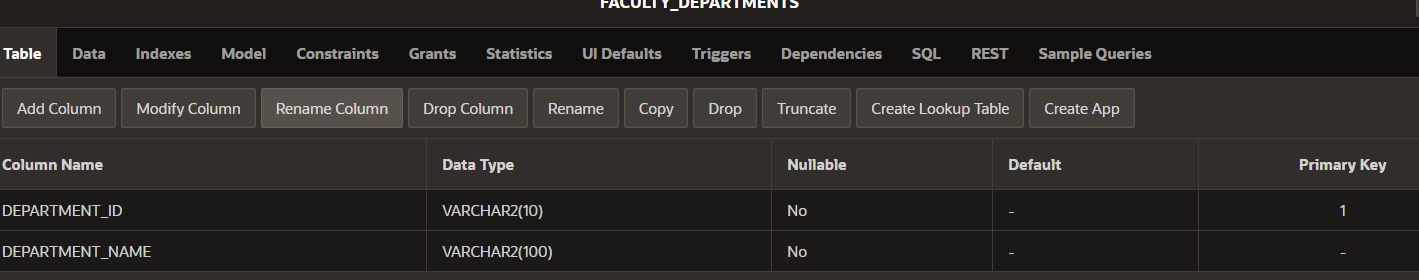 FACULTY_DEPARTMENTS
Table Data Indexes Model Constraints Grants Statistics UI Defaults Triggers Dependencies SQL REST Sample Queries
Add Column Modify Column Rename Column Drop Column Rename Copy Drop Truncate Create Lookup Table Create App
Column Name Data Type Nullable Default Primary Key
DEPARTMENT_ID VARCHAR2(10) No - 1
DEPARTMENT_NAME VARCHAR2(100) No - -